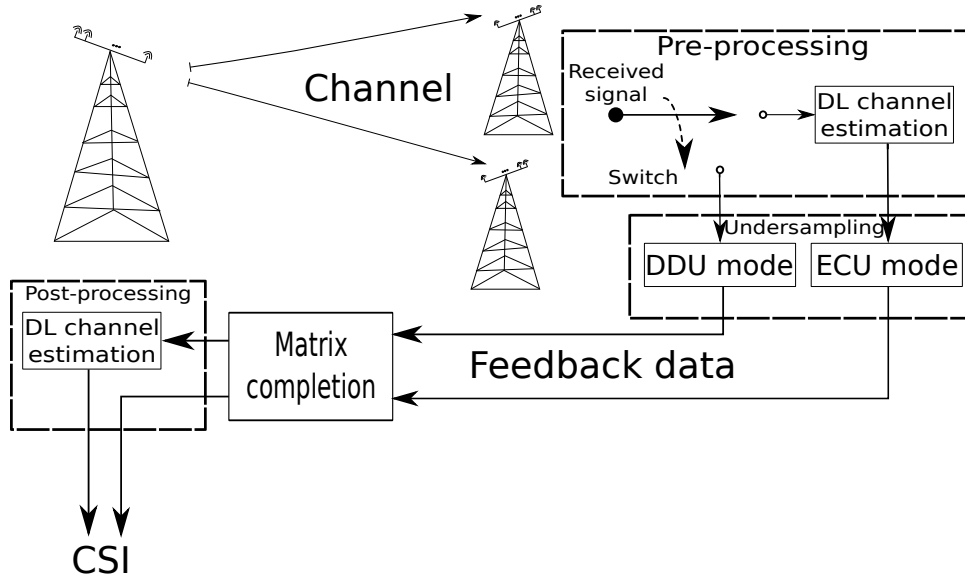 Channel
Pre-processing
Received
signal
DL channel
estimation
Switch
Undersampling
DDU mode
ECU mode
Post-processing
DL channel
estimation
Matrix
completion
Feedback data
CSI